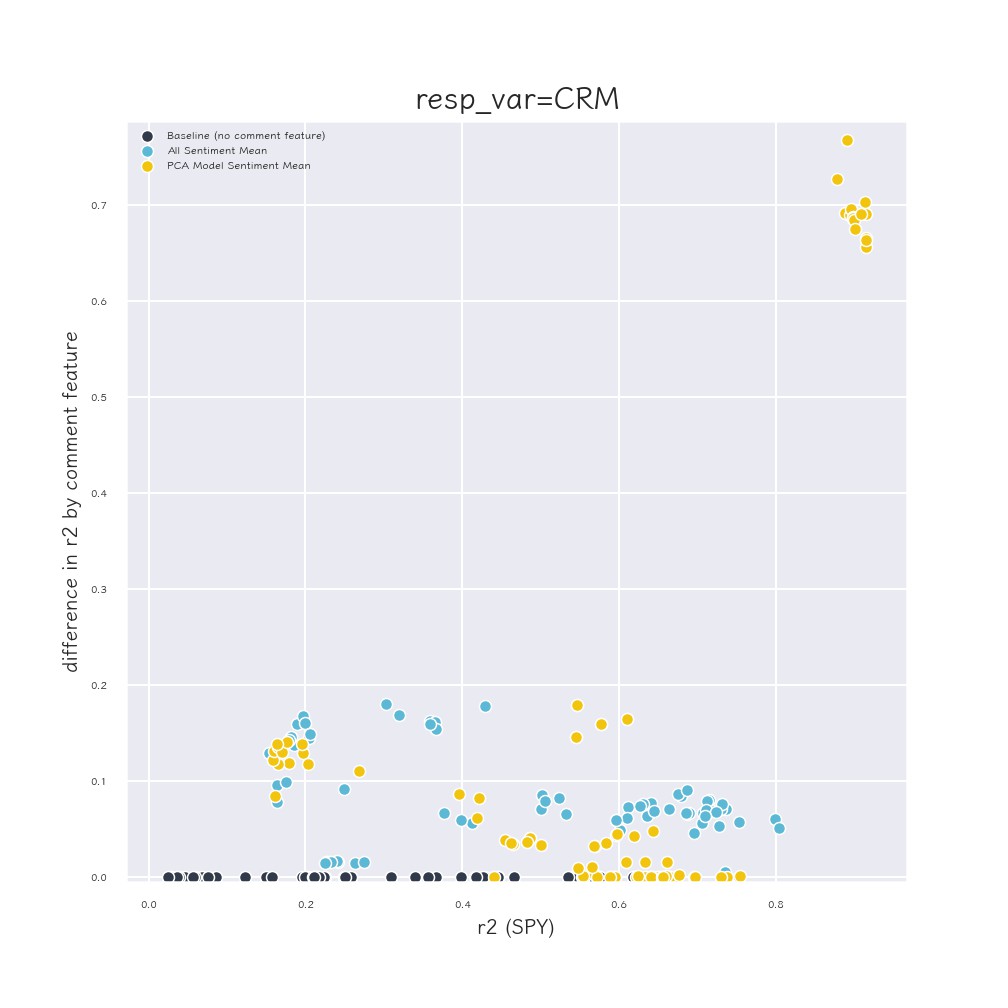 resp_var=CRM
Baseline (no comment feature)
All Sentiment Mean
PCA Model Sentiment Mean
difference in r2 by comment feature
0.7
0.6
0.5
0.4
0.3
0.2
0.1
0.0
0.0 0.2 0.4 0.6 0.8
r2 (SPY)